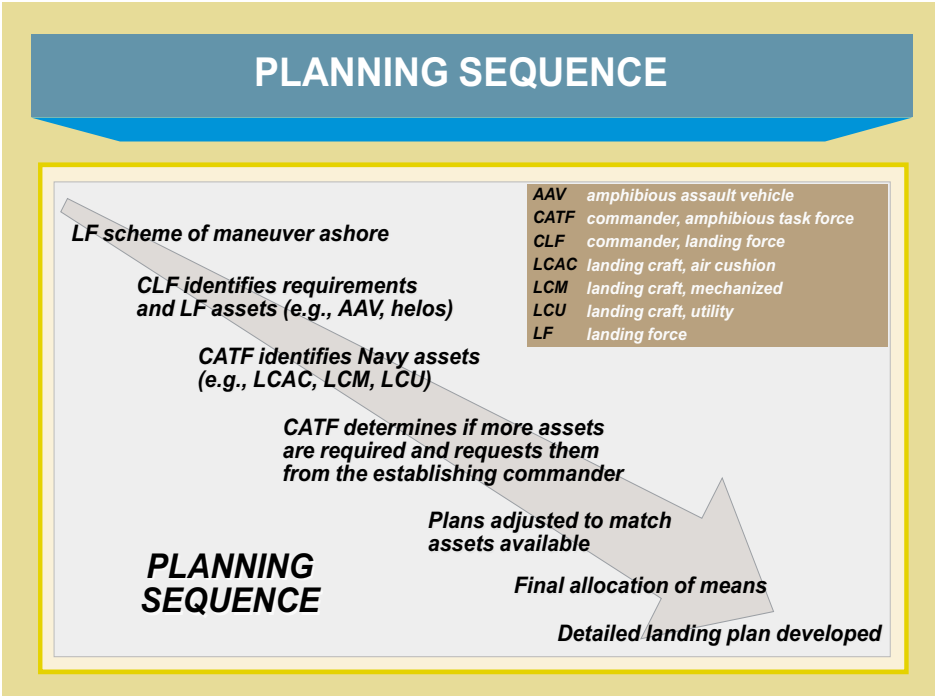 PLANNING SEQUENCE
AAV amphibious assault vehicle
CATF commander, amphibious task force
CLF commander, landing force
LCAC landing craft, air cushion
LCM landing craft, mechanized
LCU landing craft, utility
LF landing force
LF scheme of maneuver ashore
CLF identifies requirements
and LF assets (e.g., AAV, helos)
CATF identifies Navy assets
(e.g., LCAC, LCM, LCU)
CATF determines if more assets
are required and requests them
from the establishing commander
Plans adjusted to match
assets available
Final allocation of means
Detailed landing plan developed
PLANNING
SEQUENCE